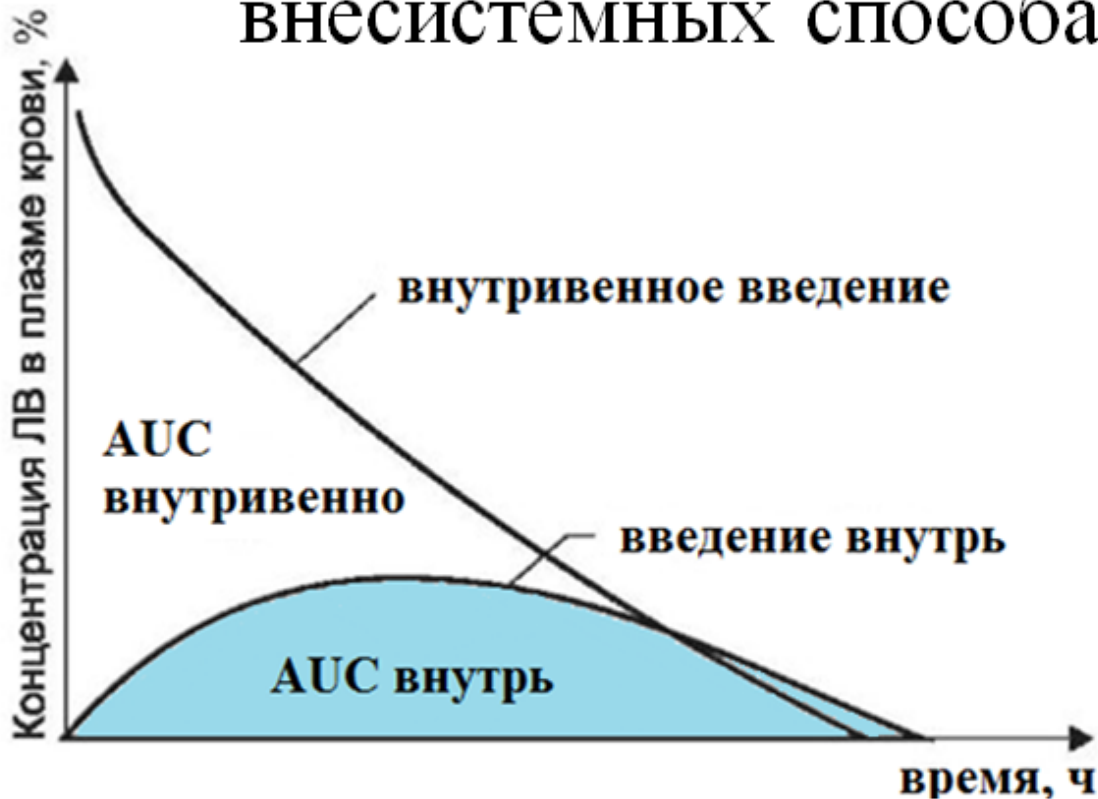 внесистемных способа
Концентрация ЛВ в плазме крови, %
внутривенное введение
AUC
внутривенно
введение внутрь
AUC внутрь
время, ч